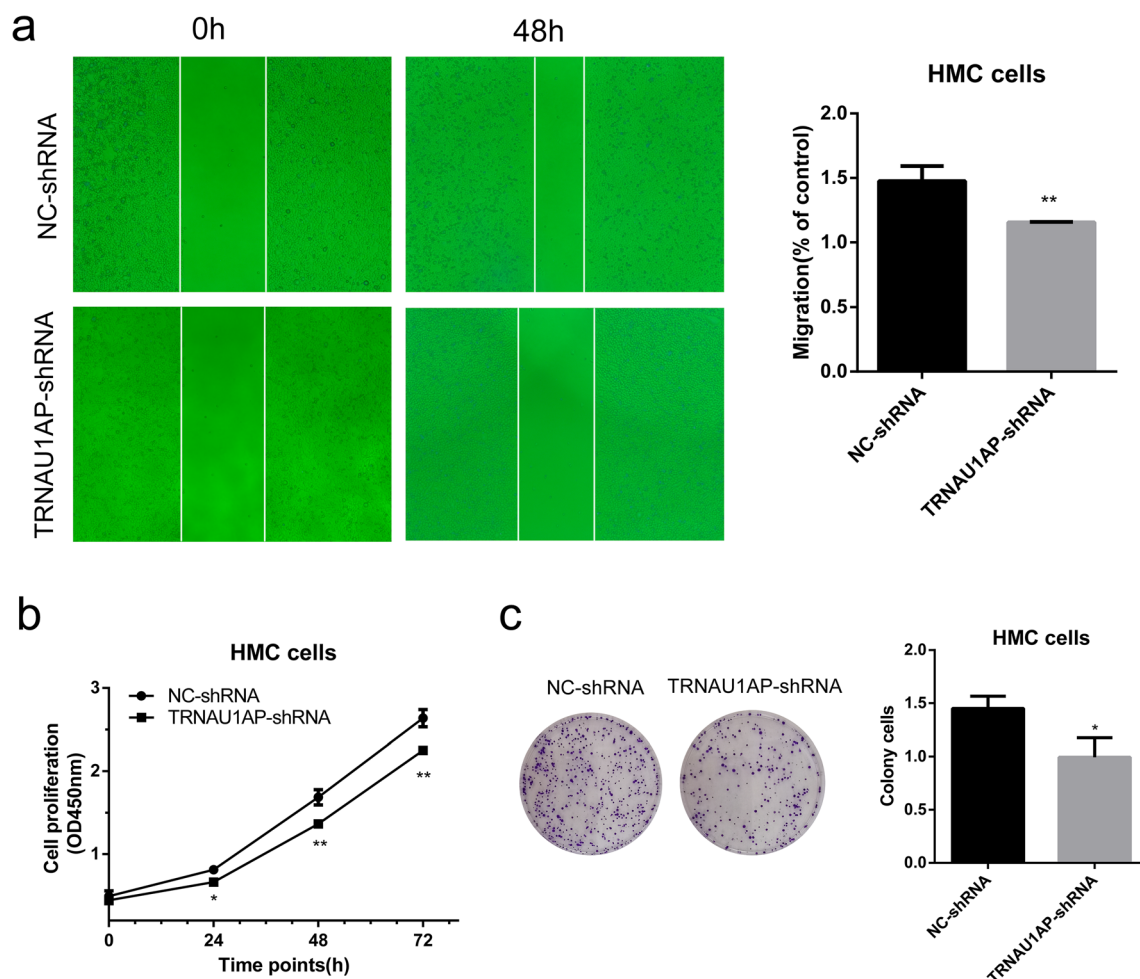 a
0h
48h
NC-shRNA
TRNAU1AP-shRNA
HMC cells
Migration(% of control)
2.0
1.5
1.0
0.5
0.0
NC-shRNA
TRNAU1AP-shRNA
**
b
HMC cells
NC-shRNA
TRNAU1AP-shRNA
Cell proliferation
(OD450nm)
3
2
1
*
**
**
0
24
48
72
Time points(h)
c
NC-shRNA
TRNAU1AP-shRNA
HMC cells
Colony cells
2.0
1.5
1.0
0.5
0.0
*
NC-shRNA
TRNAU1AP-shRNA